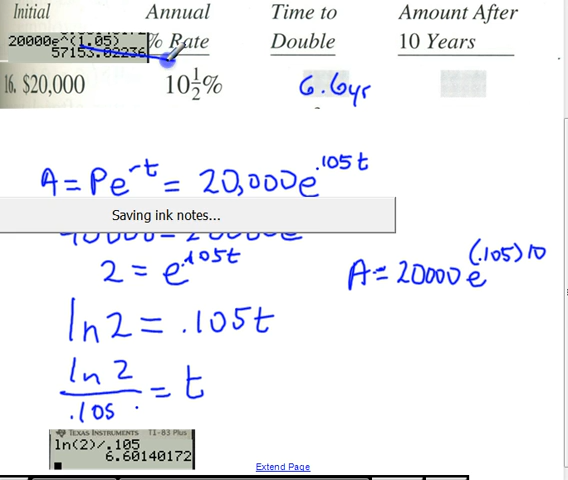 Initial Annual Time to Amount After
% Rate Double 10 Years
20000e^(1.05)
57153.02236
16. $20,000 10½% 6.6yr
A = Pe^rt = 20,000e^.105t
Saving ink notes...
2 = e^.105t
A = 20000e^(.105)10
ln 2 = .105t
ln 2
.105
= t
TEXAS INSTRUMENTS TI-83 Plus
ln(2)/.105
6.60140172
Extend Page